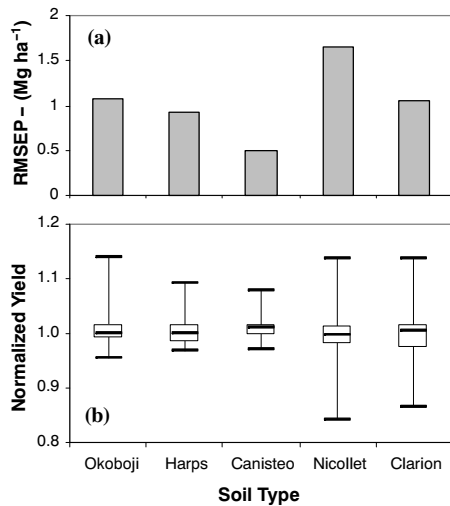 2
(a)
1.5
1
0.5
0
RMSEP – (Mg ha⁻¹)
1.2
1.1
1.0
0.9
(b)
0.8
Normalized Yield
Okoboji Harps Canisteo Nicollet Clarion
Soil Type